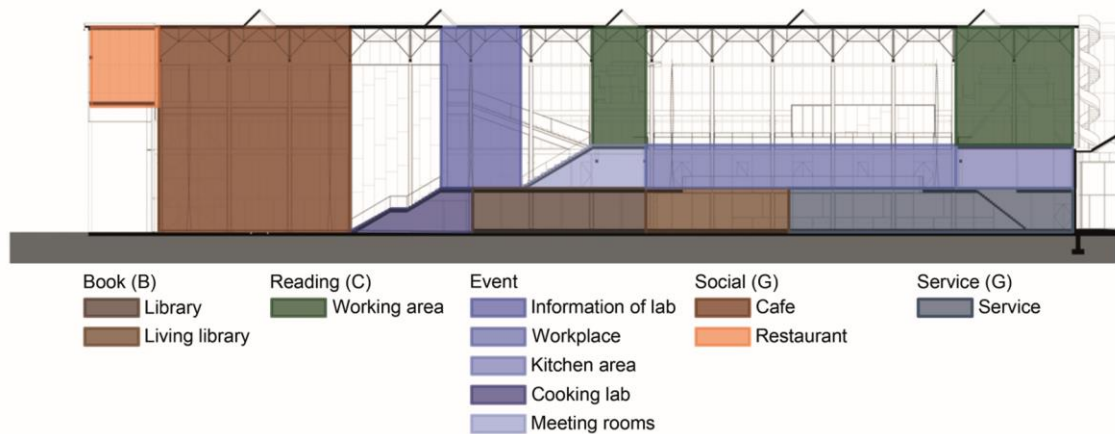 Book (B)
Library
Living library
Reading (C)
Working area
Event
Information of lab
Workplace
Kitchen area
Cooking lab
Meeting rooms
Social (G)
Cafe
Restaurant
Service (G)
Service